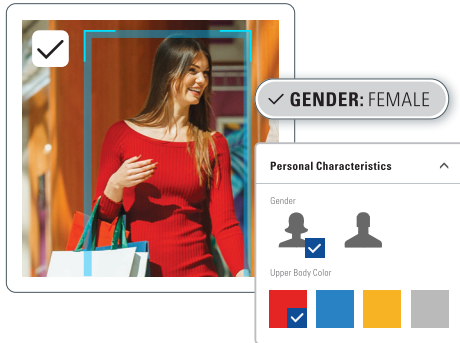 GENDER: FEMALE
Personal Characteristics
Gender
Upper Body Color